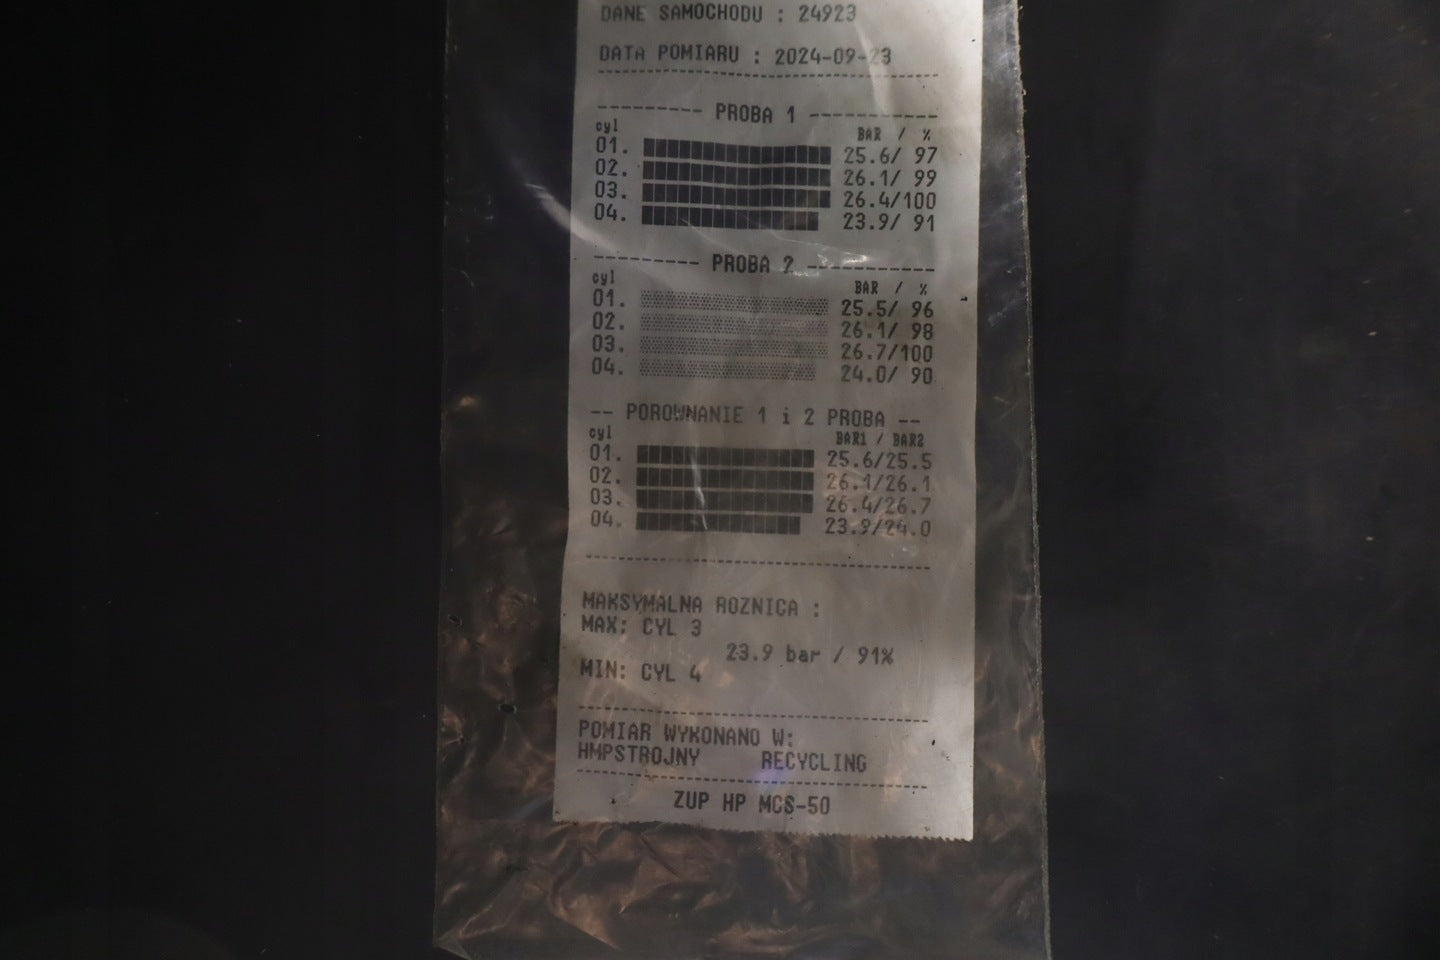 DANE SAMOCHODU : 24923
DATA POMIARU : 2024-09-23
--------- PROBA 1 -----------
cyl BAR / %
01. 25.6/ 97
02. 26.1/ 99
03. 26.4/100
04. 23.9/ 91
--------- PROBA 2 -----------
cyl BAR / %
01. 25.5/ 96
02. 26.1/ 98
03. 26.7/100
04. 24.0/ 90
-- POROWNANIE 1 i 2 PROBA --
cyl BAR1 / BAR2
01. 25.6/25.5
02. 26.1/26.1
03. 26.4/26.7
04. 23.9/24.0
MAKSYMALNA ROZNICA :
MAX: CYL 3
23.9 bar / 91%
MIN: CYL 4
POMIAR WYKONANO W:
HMPSTROJNY RECYCLING
ZUP HP MCS-50